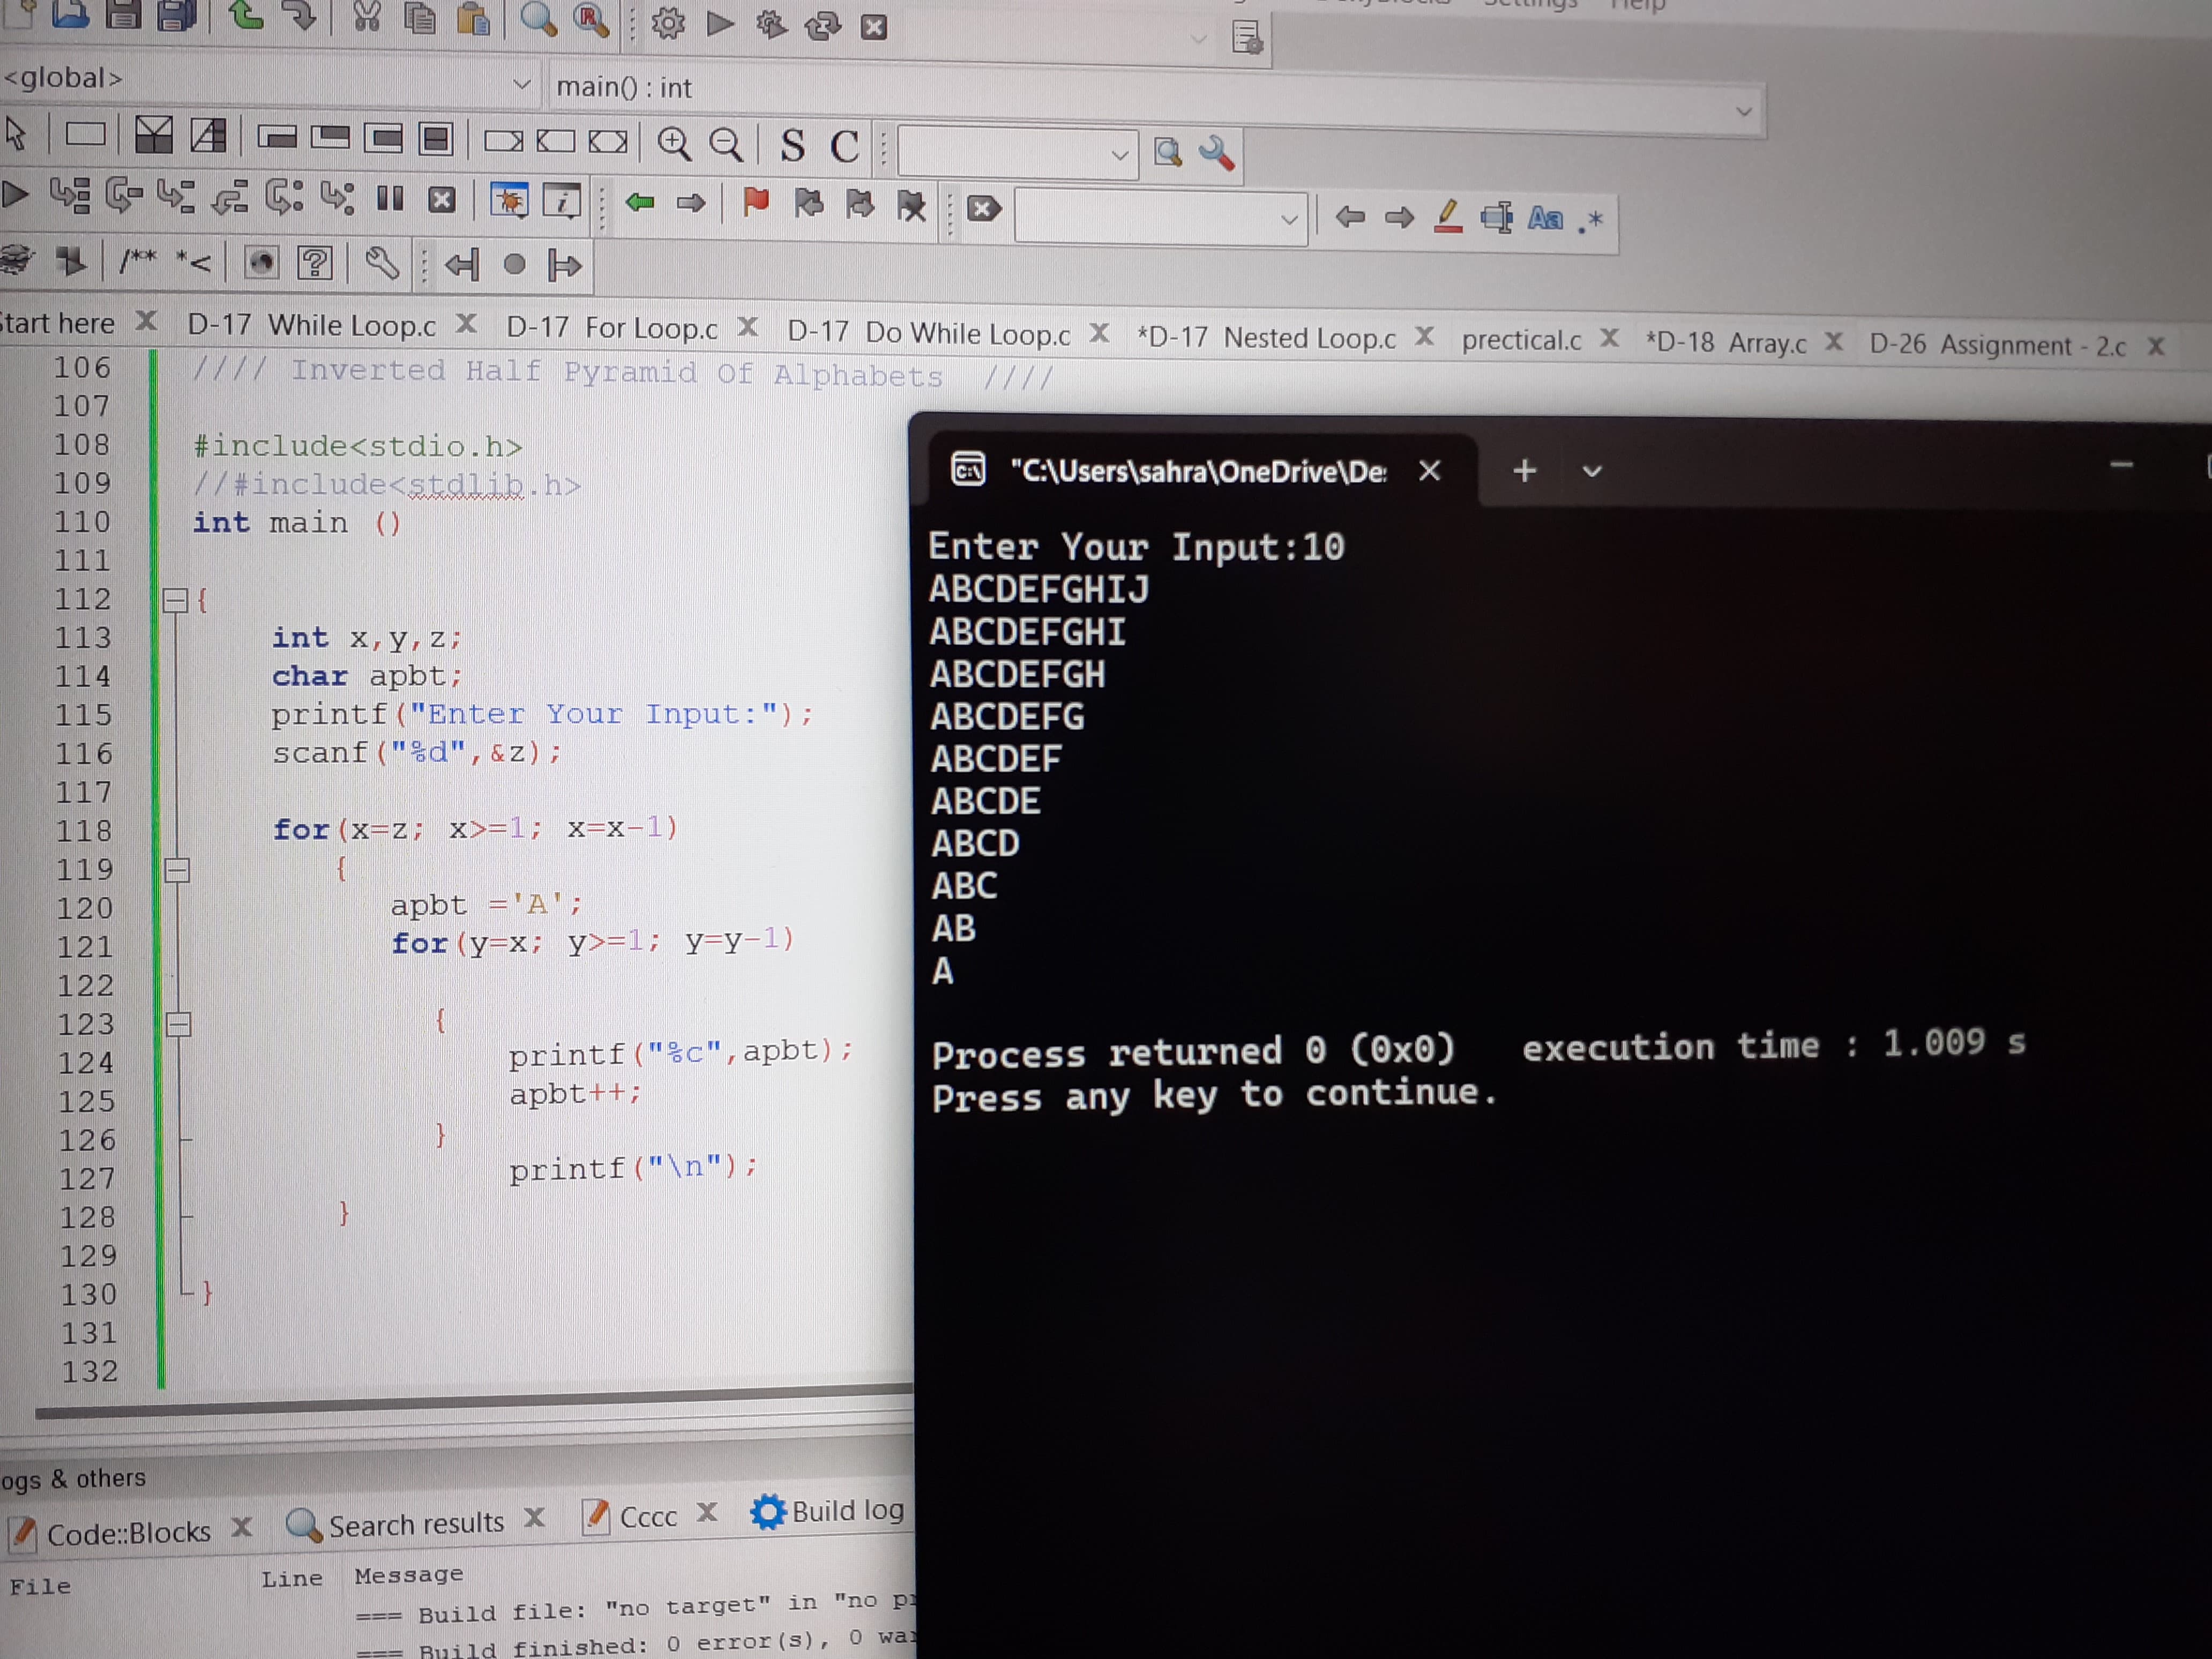 Help
<global>
main() : int
S C
/** *<
Aa .*
tart here
D-17 While Loop.c
D-17 For Loop.c
D-17 Do While Loop.c
*D-17 Nested Loop.c
prectical.c
*D-18 Array.c
D-26 Assignment - 2.c
106 //// Inverted Half Pyramid Of Alphabets ////
107
108 #include<stdio.h>
109 //#include<stdlib.h>
110 int main ()
111
112 {
113 int x,y,z;
114 char apbt;
115 printf("Enter Your Input:");
116 scanf("%d",&z);
117
118 for(x=z; x>=1; x=x-1)
119 {
120 apbt ='A';
121 for(y=x; y>=1; y=y-1)
122
123 {
124 printf("%c",apbt);
125 apbt++;
126 }
127 printf("\n");
128 }
129
130 }
131
132
"C:\Users\sahra\OneDrive\De:
Enter Your Input:10
ABCDEFGHIJ
ABCDEFGHI
ABCDEFGH
ABCDEFG
ABCDEF
ABCDE
ABCD
ABC
AB
A
Process returned 0 (0x0) execution time : 1.009 s
Press any key to continue.
ogs & others
Code::Blocks
Search results
Cccc
Build log
File Line Message
=== Build file: "no target" in "no pr
=== Build finished: 0 error(s), 0 wa